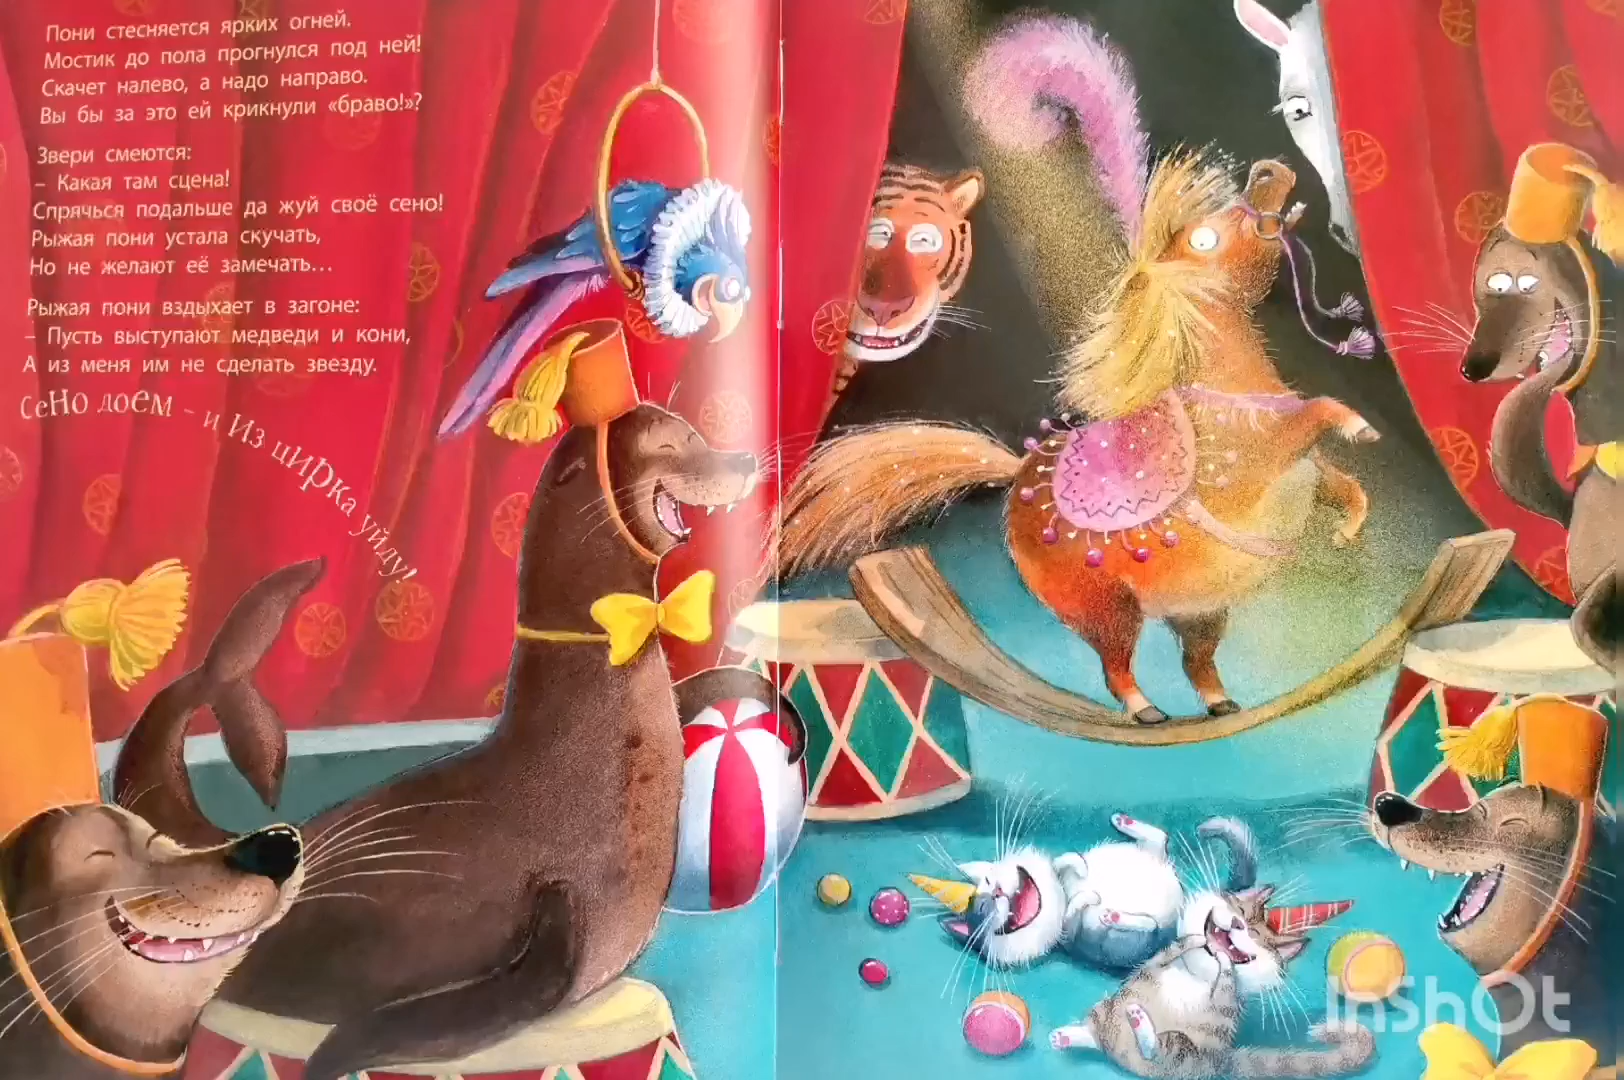 Пони стесняется ярких огней.
Мостик до пола прогнулся под ней!
Скачет налево, а надо направо.
Вы бы за это ей крикнули «браво!»?
Звери смеются:
– Какая там сцена!
Спрячься подальше да жуй своё сено!
Рыжая пони устала скучать,
Но не желают её замечать...
Рыжая пони вздыхает в загоне:
– Пусть выступают медведи и кони,
А из меня им не сделать звезду.
Сено доем – и из цирка уйду!
InShOt